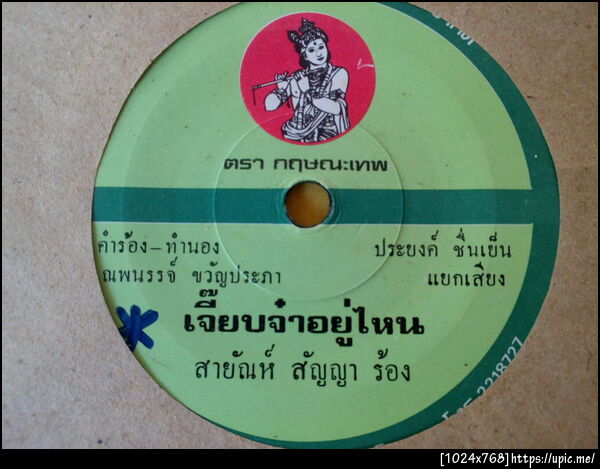 ตรา กฤษณะเทพ
คำร้อง-ทำนอง
ณพนรรจ์ ขวัญประภา
ประยงค์ ชื่นเย็น
แยกเสียง
เจี๊ยบจ๋าอยู่ไหน
สายัณห์ สัญญา ร้อง
2218727
[1024x768]https://upic.me/